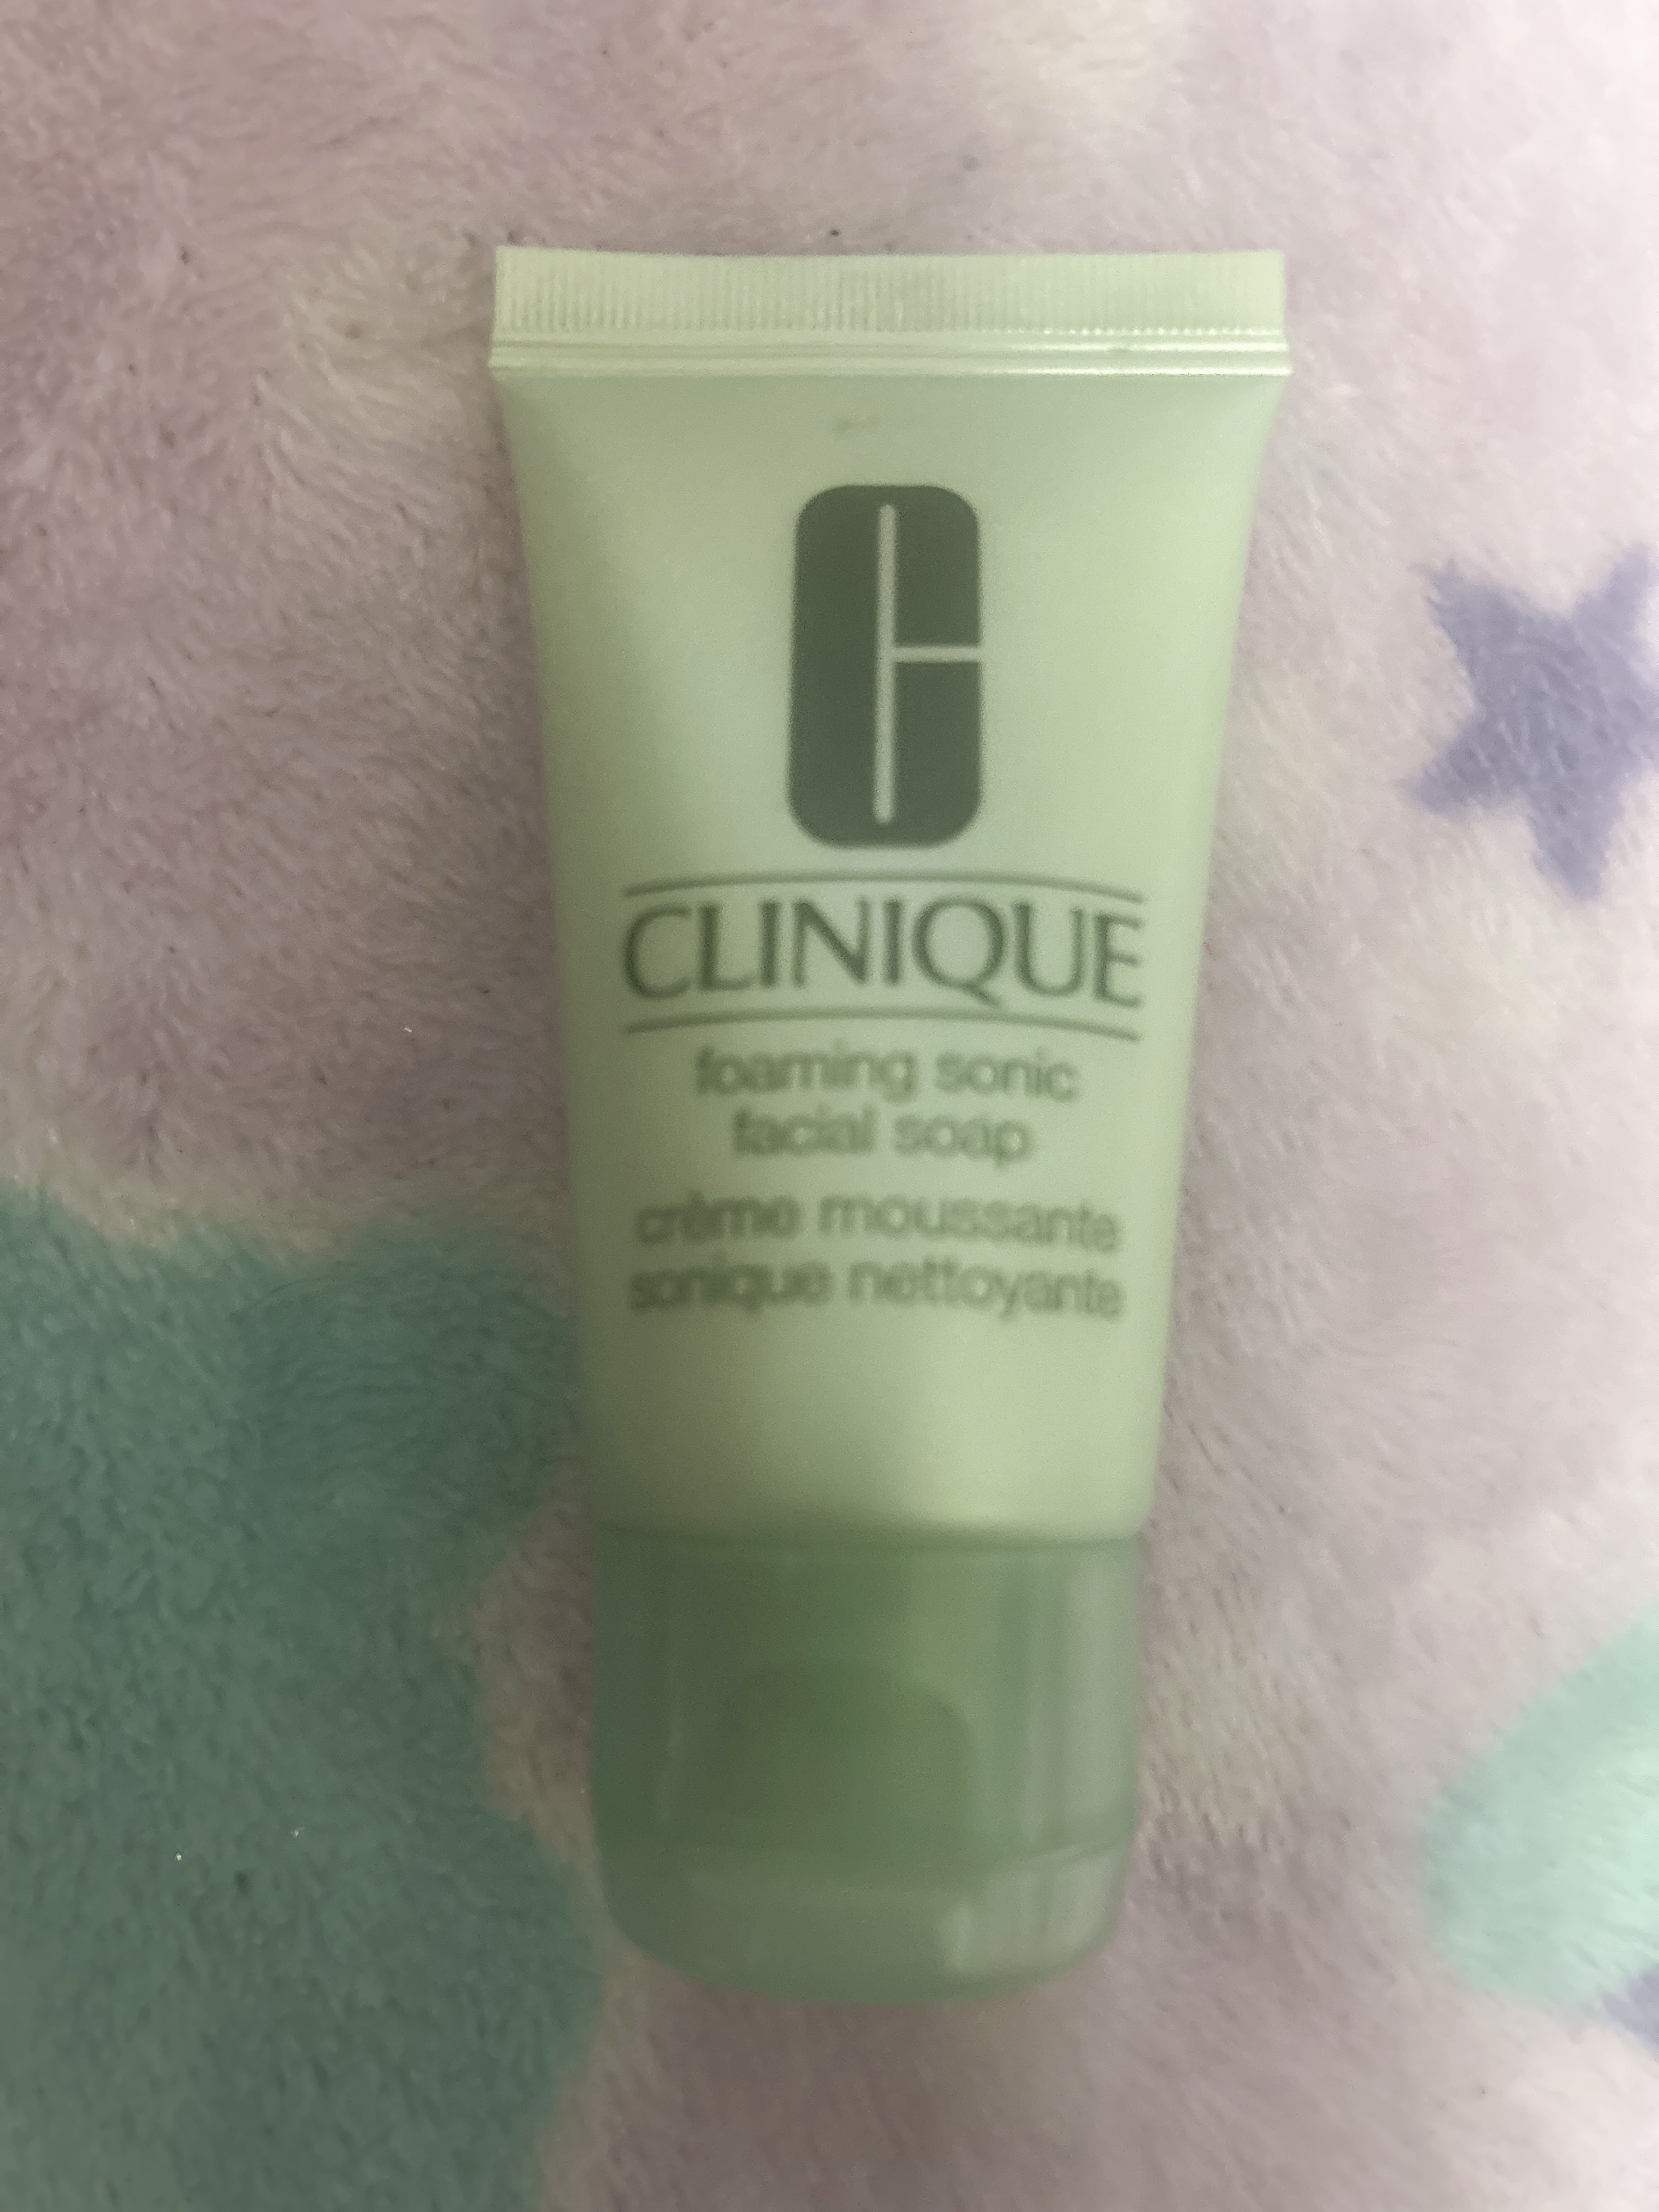 C
CLINIQUE
foaming sonic
facial soap
crème moussante
sonique nettoyante